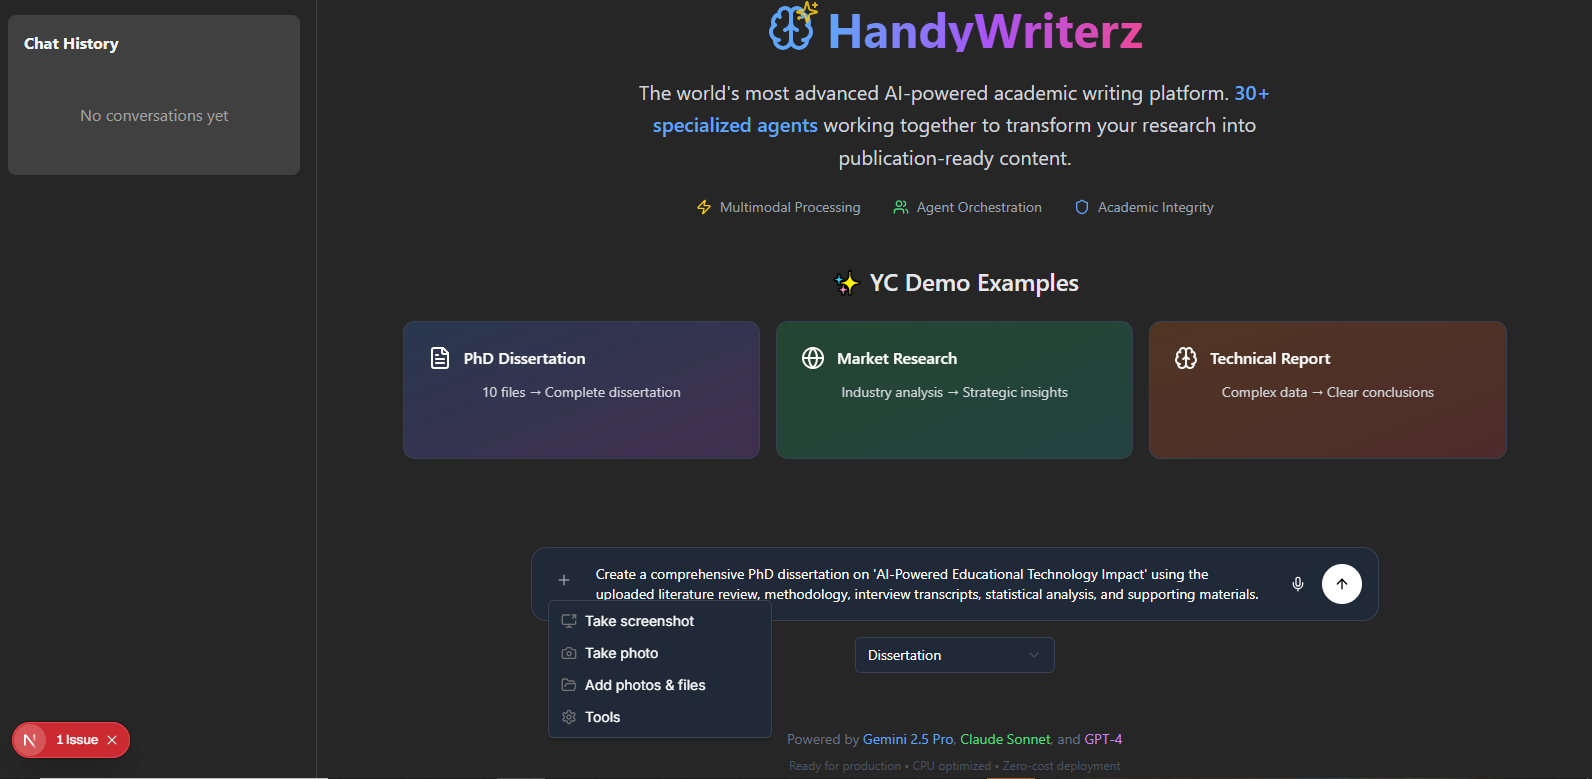 Chat History
No conversations yet
HandyWriterz
The world's most advanced AI-powered academic writing platform. 30+
specialized agents working together to transform your research into
publication-ready content.
Multimodal Processing
Agent Orchestration
Academic Integrity
YC Demo Examples
PhD Dissertation
10 files → Complete dissertation
Market Research
Industry analysis → Strategic insights
Technical Report
Complex data → Clear conclusions
Create a comprehensive PhD dissertation on 'AI-Powered Educational Technology Impact' using the
uploaded literature review, methodology, interview transcripts, statistical analysis, and supporting materials.
Take screenshot
Take photo
Add photos & files
Tools
Dissertation
Powered by Gemini 2.5 Pro, Claude Sonnet, and GPT-4
Ready for production • CPU optimized • Zero-cost deployment
N 1 Issue